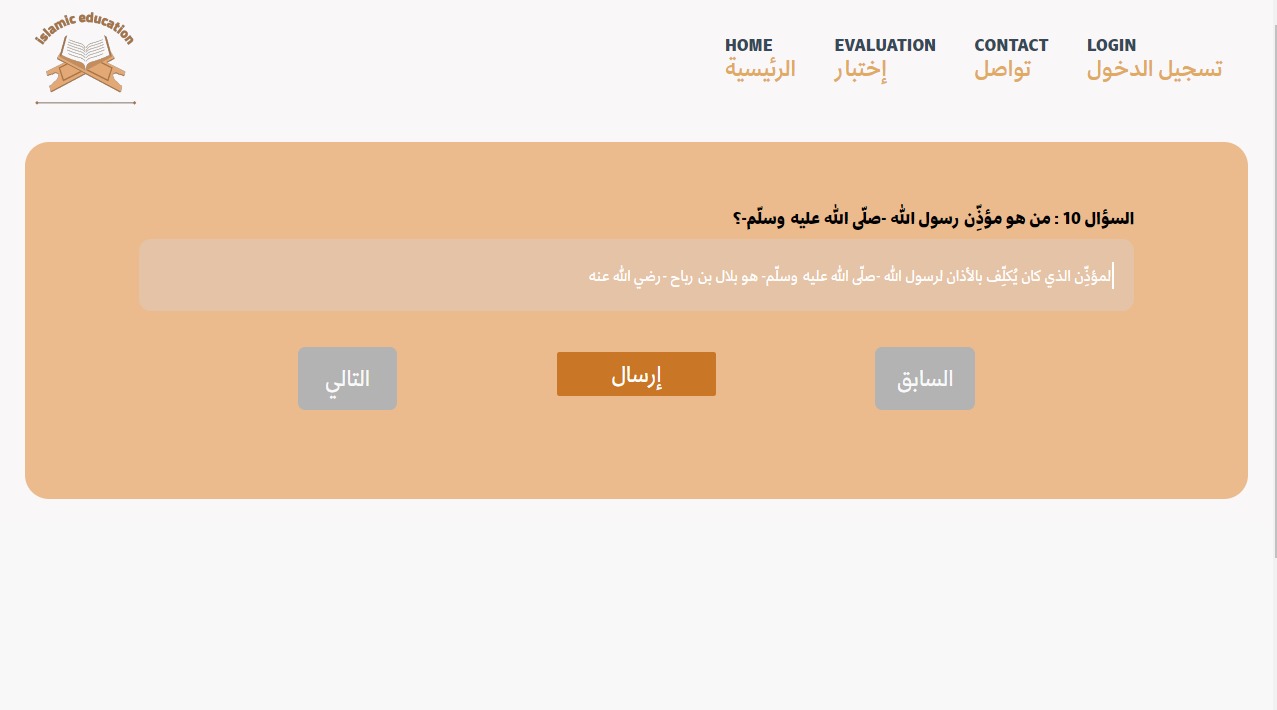 islamic education
HOME
الرئيسية
EVALUATION
إختبار
CONTACT
تواصل
LOGIN
تسجيل الدخول
السؤال 10 : من هو مؤذِّن رسول الله -صلّى الله عليه وسلّم-؟
لمؤذِّن الذي كان يُكلِّف بالأذان لرسول الله -صلّى الله عليه وسلّم- هو بلال بن رباح -رضي الله عنه
السابق
إرسال
التالي